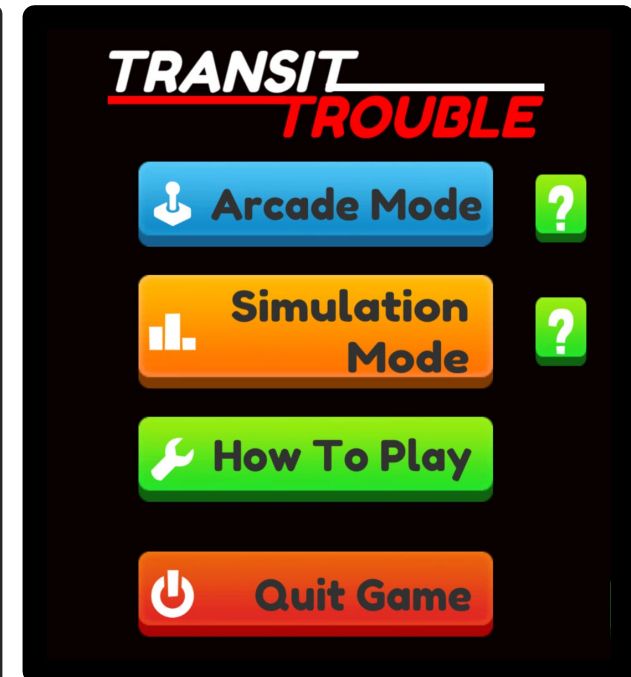 TRANSIT
TROUBLE
Arcade Mode
?
Simulation
Mode
?
How To Play
Quit Game